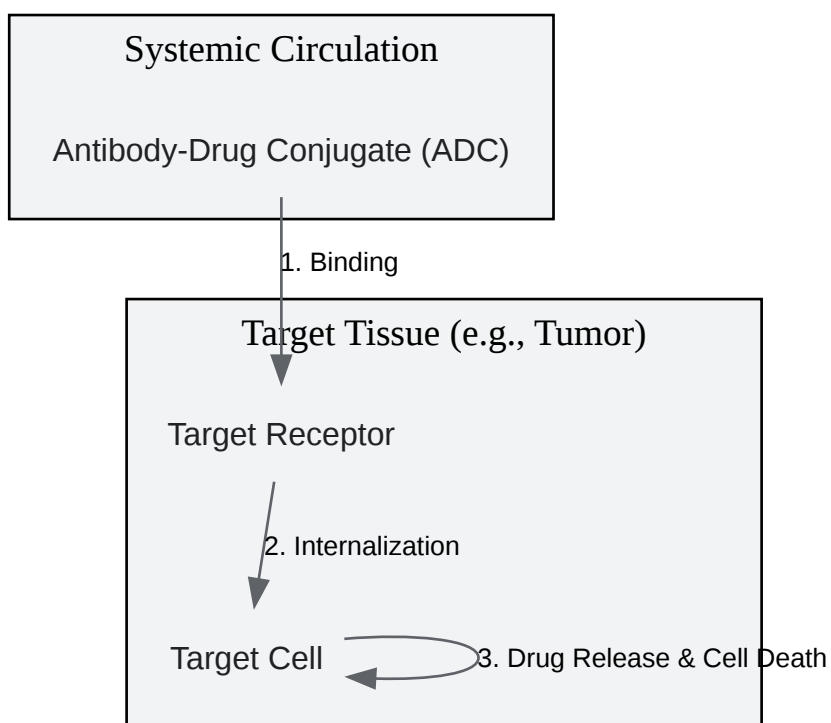 Systemic Circulation
Antibody-Drug Conjugate (ADC)
1. Binding
Target Tissue (e.g., Tumor)
Target Receptor
2. Internalization
Target Cell
3. Drug Release & Cell Death